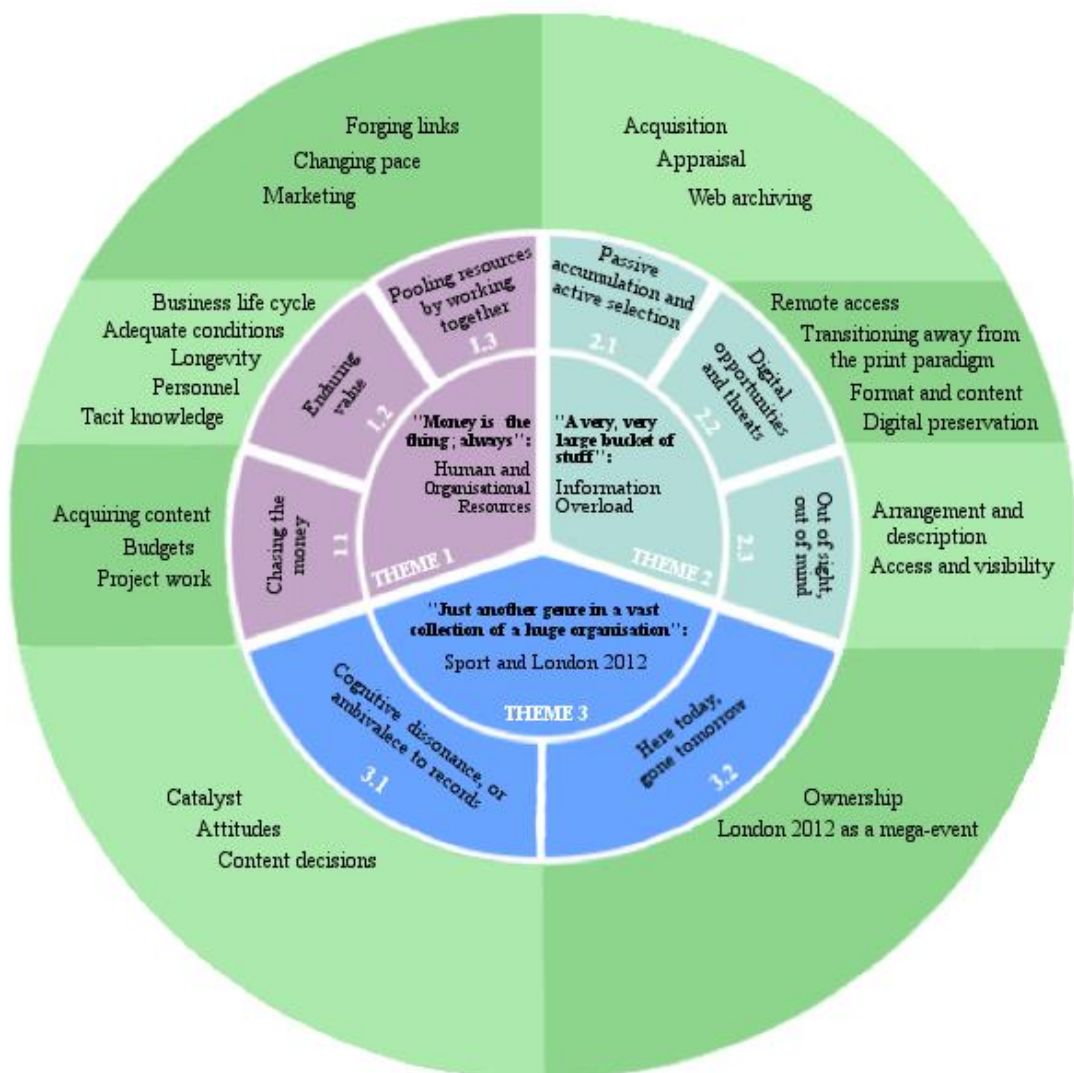 Forging links
Changing pace
Marketing
Acquisition
Appraisal
Web archiving
Business life cycle
Adequate conditions
Longevity
Personnel
Tacit knowledge
Remote access
Transitioning away from
the print paradigm
Format and content
Digital preservation
Acquiring content
Budgets
Project work
Arrangement and
description
Access and visibility
Catalyst
Attitudes
Content decisions
Ownership
London 2012 as a mega-event
Pooling resources
by working
together
1.3
Enduring
value
1.2
Chasing the
money
1.1
Passive
accumulation and
active selection
2.1
Digital
opportunities
and threats
2.2
Out of sight,
out of mind
2.3
"Money is the
thing; always":
Human and
Organisational
Resources
THEME 1
"A very, very
large bucket of
stuff":
Information
Overload
THEME 2
"Just another genre in a vast
collection of a huge organisation":
Sport and London 2012
THEME 3
Cognitive dissonance, or
ambivalece to records
3.1
Here today,
gone tomorrow
3.2